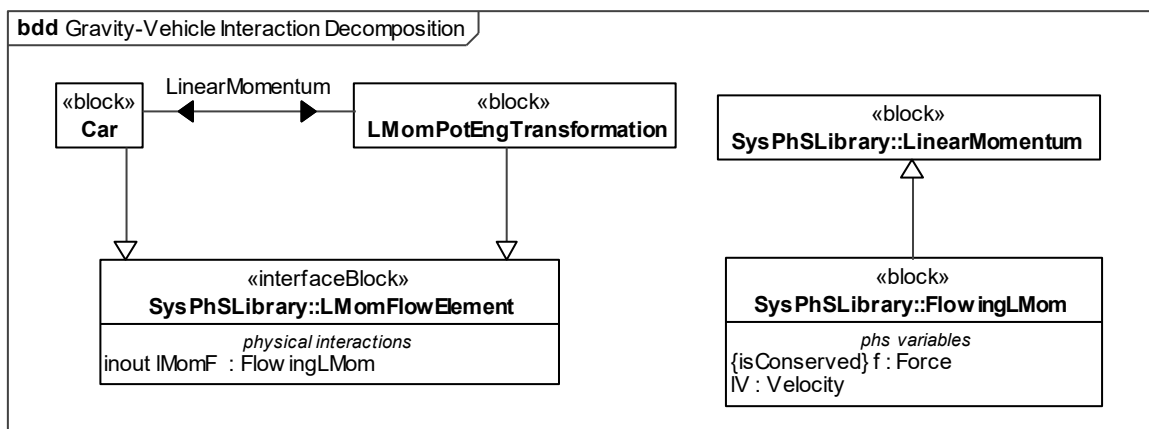 bdd Gravity-Vehicle Interaction Decomposition
LinearMomentum
«block»
Car
«block»
LMomPotEngTransformation
«block»
SysPhSLibrary::LinearMomentum
«interfaceBlock»
SysPhSLibrary::LMomFlowElement
physical interactions
inout lMomF : FlowingLMom
«block»
SysPhSLibrary::FlowingLMom
phs variables
{isConserved} f : Force
lV : Velocity